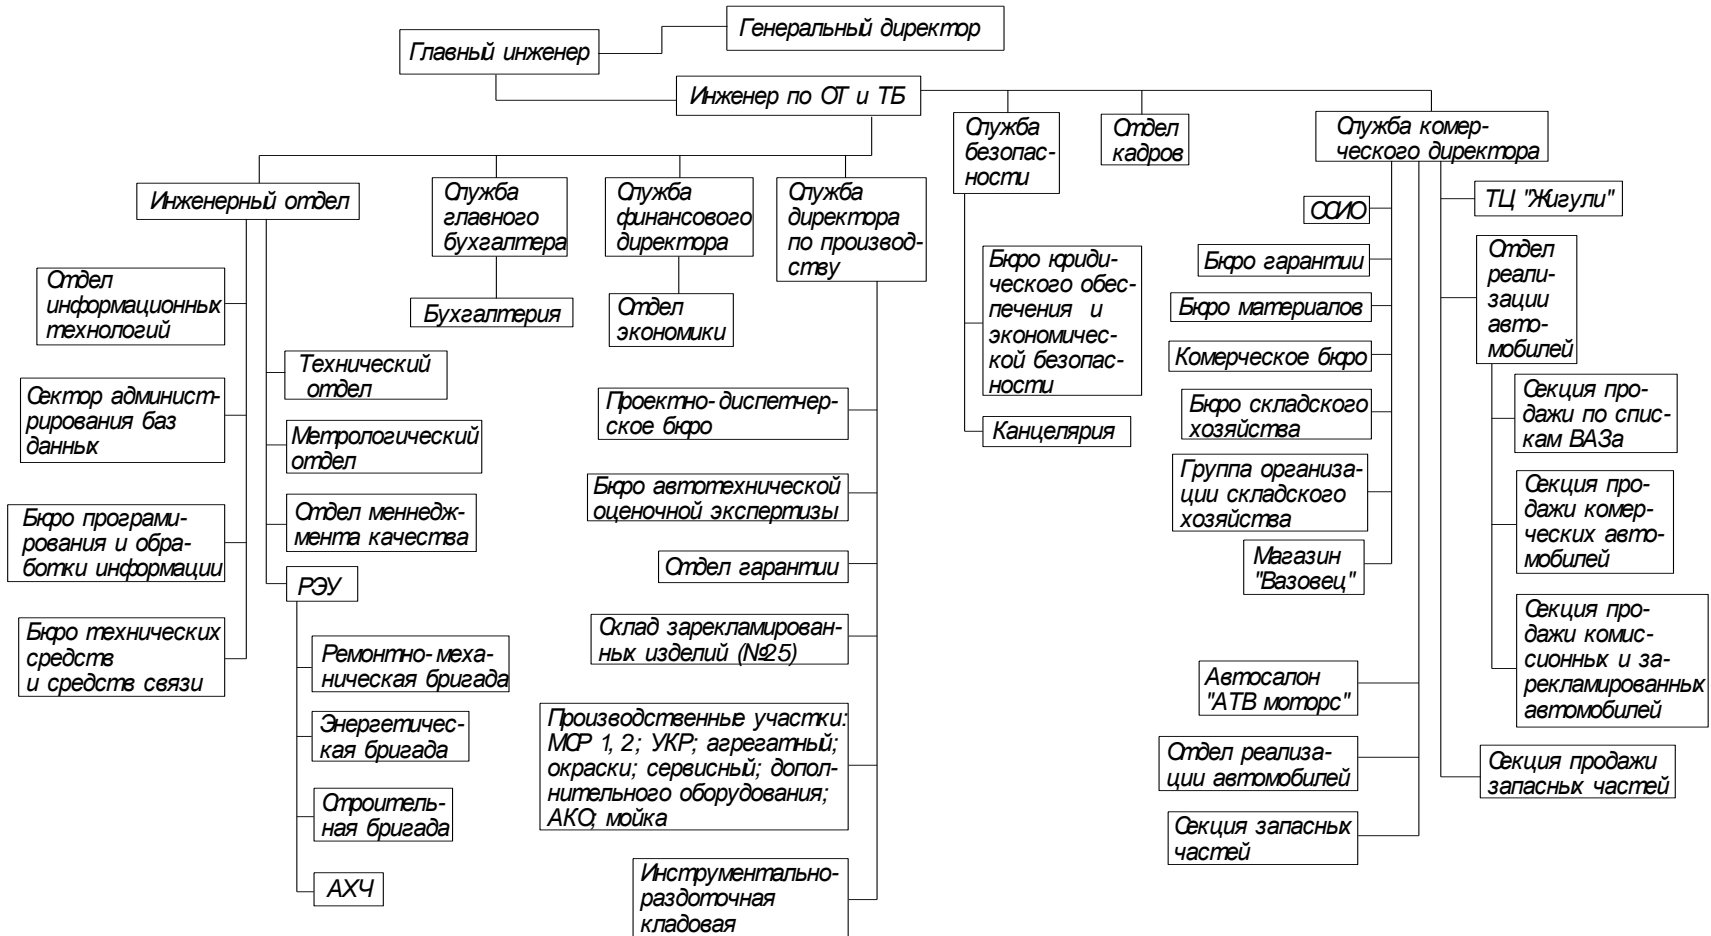 Генеральный директор
Главный инженер
Инженер по ОТ и ТБ
Служба
безопас-
ности
Отдел
кадров
Служба комер-
ческого директора
Инженерный отдел
Служба
главного
бухгалтера
Служба
финансового
директора
Служба
директора
по производ-
ству
Отдел
информационных
технологий
Сектор админист-
рирования баз
данных
Бюро програми-
рования и обра-
ботки информации
Бюро технических
средств
и средств связи
Технический
отдел
Метрологический
отдел
Отдел меннедж-
мента качества
РЭУ
Ремонтно-меха-
ническая бригада
Энергетичес-
кая бригада
Строитель-
ная бригада
АХЧ
Бухгалтерия
Отдел
экономики
Проектно-диспетчер-
ское бюро
Бюро автотехнической
оценочной экспертизы
Отдел гарантии
Склад зарекламирован-
ных изделий (№25)
Производственные участки:
МСР 1, 2; УКР; агрегатный;
окраски; сервисный; допол-
нительного оборудования;
АКО; мойка
Инструментально-
раздоточная
кладовая
Бюро юриди-
ческого обес-
печения и
экономичес-
кой безопас-
ности
Канцелярия
ОСИО
Бюро гарантии
Бюро материалов
Комерческое бюро
Бюро складского
хозяйства
Группа организа-
ции складского
хозяйства
Магазин
"Вазовец"
Автосалон
"АТВ моторс"
Отдел реализа-
ции автомобилей
Секция запасных
частей
ТЦ "Жигули"
Отдел
реали-
зации
авто-
мобилей
Секция про-
дажи по спис-
кам ВАЗа
Секция про-
дажи комер-
ческих авто-
мобилей
Секция про-
дажи комис-
сионных и за-
рекламированных
автомобилей
Секция продажи
запасных частей